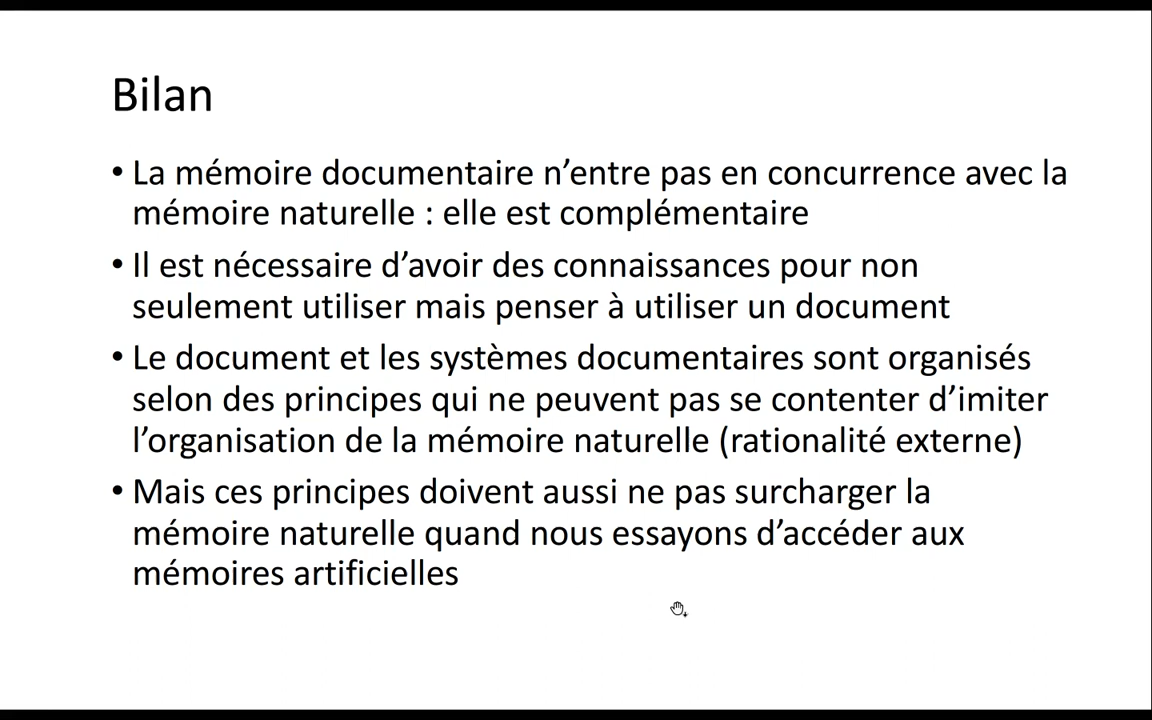 Bilan
• La mémoire documentaire n’entre pas en concurrence avec la
mémoire naturelle : elle est complémentaire
• Il est nécessaire d’avoir des connaissances pour non
seulement utiliser mais penser à utiliser un document
• Le document et les systèmes documentaires sont organisés
selon des principes qui ne peuvent pas se contenter d’imiter
l’organisation de la mémoire naturelle (rationalité externe)
• Mais ces principes doivent aussi ne pas surcharger la
mémoire naturelle quand nous essayons d’accéder aux
mémoires artificielles